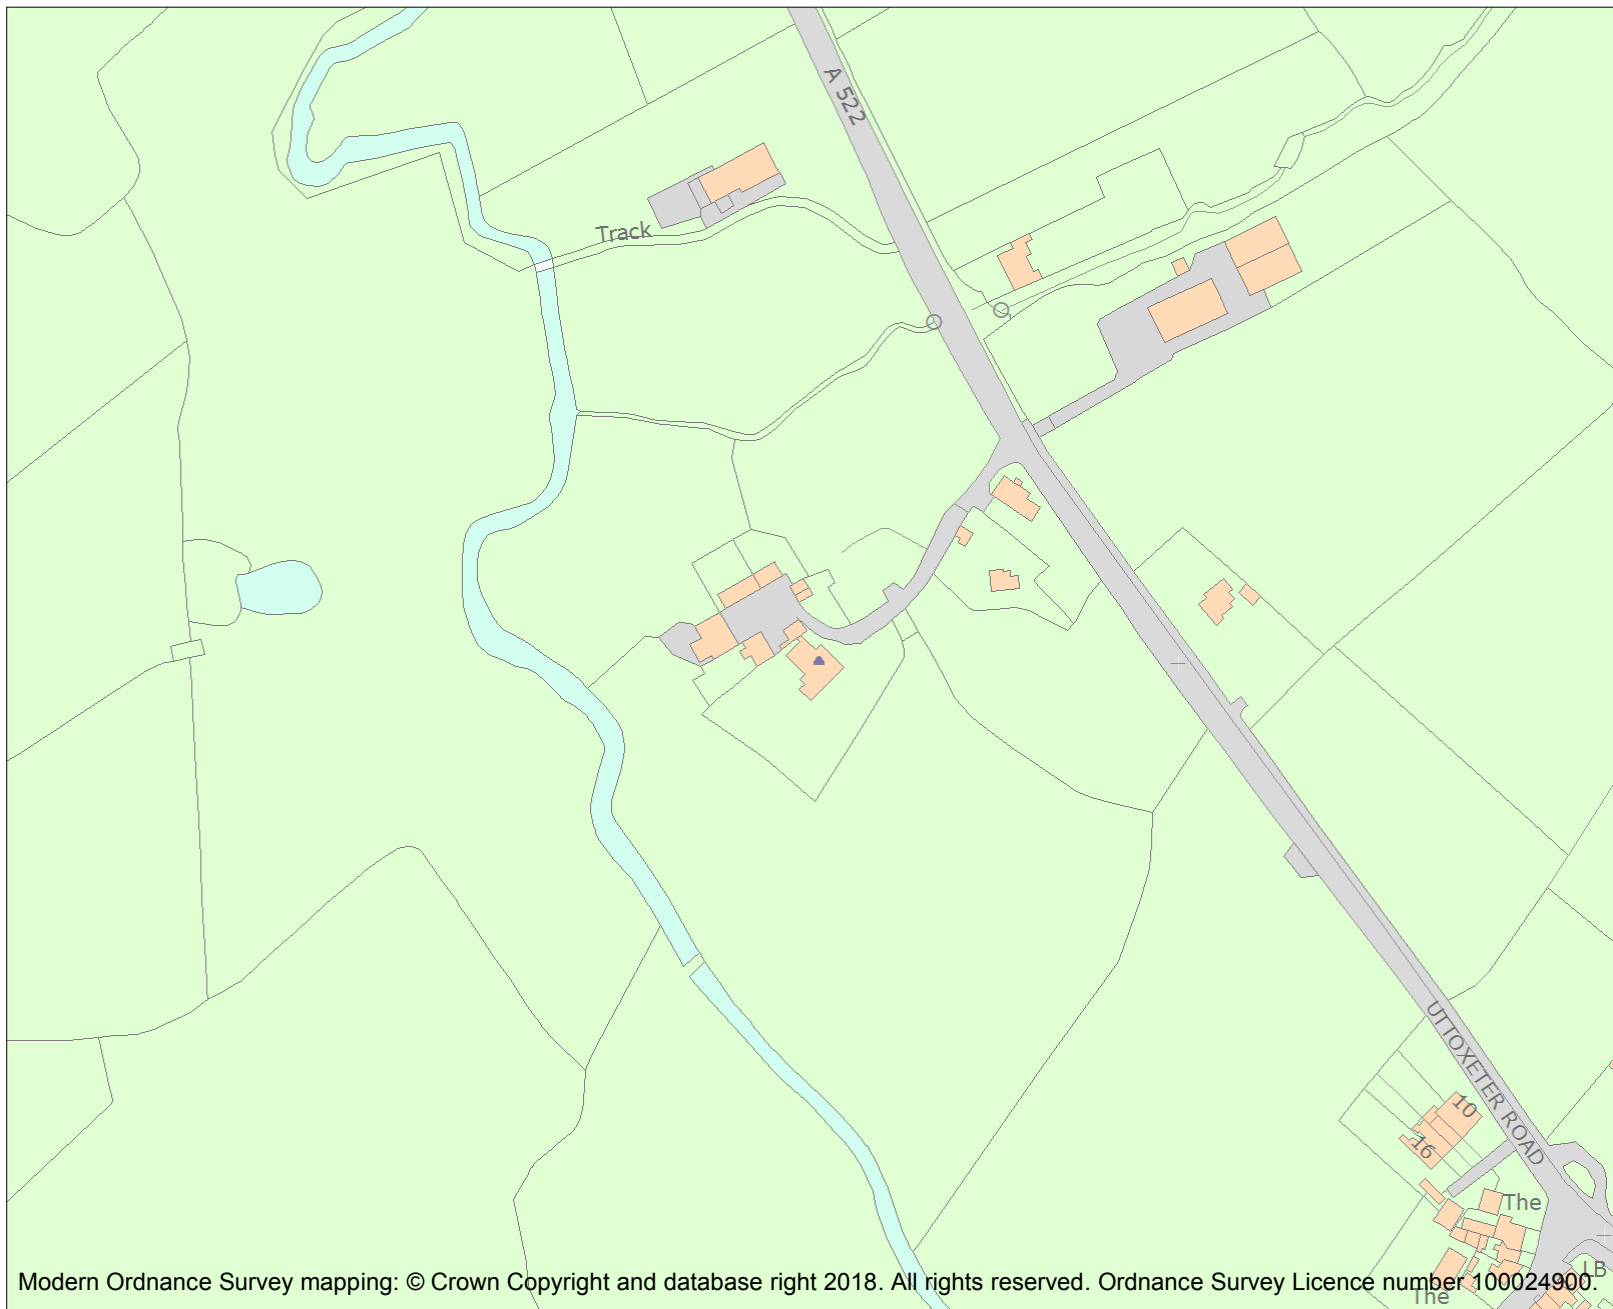 A 522
Track
UTTOXETER ROAD
10
16
The
LB
The
Modern Ordnance Survey mapping: © Crown Copyright and database right 2018. All rights reserved. Ordnance Survey Licence number 100024900.